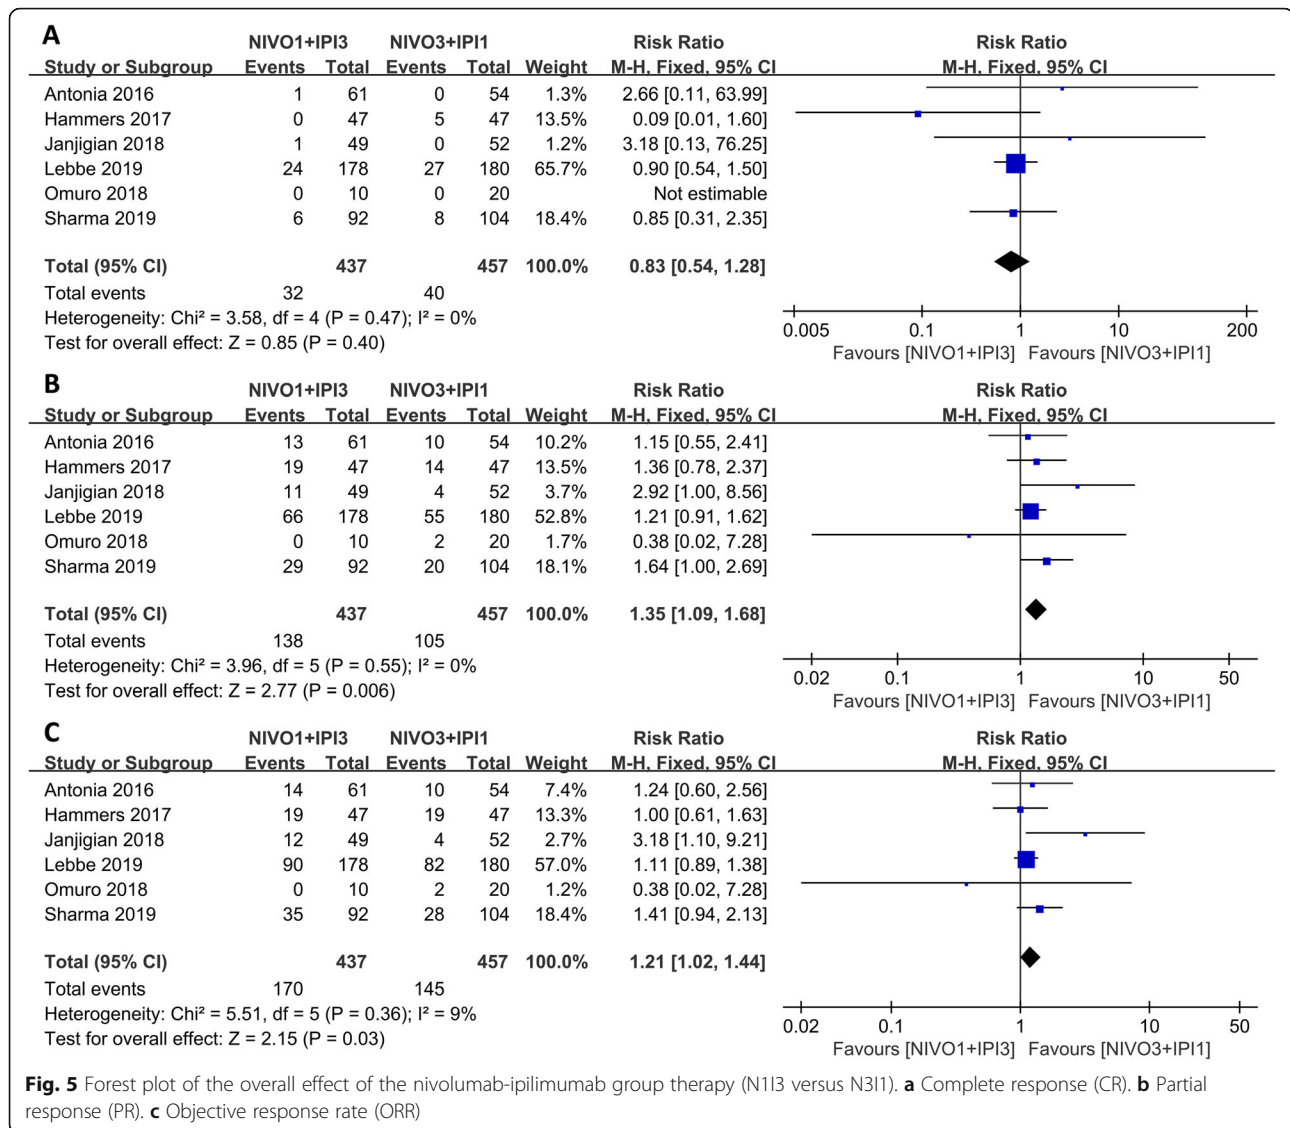 A
NIVO1+IPI3 NIVO3+IPI1 Risk Ratio Risk Ratio
Study or Subgroup Events Total Events Total Weight M-H, Fixed, 95% CI M-H, Fixed, 95% CI
Antonia 2016 1 61 0 54 1.3% 2.66 [0.11, 63.99]
Hammers 2017 0 47 5 47 13.5% 0.09 [0.01, 1.60]
Janjigian 2018 1 49 0 52 1.2% 3.18 [0.13, 76.25]
Lebbe 2019 24 178 27 180 65.7% 0.90 [0.54, 1.50]
Omuro 2018 0 10 0 20 Not estimable
Sharma 2019 6 92 8 104 18.4% 0.85 [0.31, 2.35]
Total (95% CI) 437 457 100.0% 0.83 [0.54, 1.28]
Total events 32 40
Heterogeneity: Chi² = 3.58, df = 4 (P = 0.47); I² = 0%
Test for overall effect: Z = 0.85 (P = 0.40)
0.005 0.1 1 10 200
Favours [NIVO1+IPI3] Favours [NIVO3+IPI1]
B
NIVO1+IPI3 NIVO3+IPI1 Risk Ratio Risk Ratio
Study or Subgroup Events Total Events Total Weight M-H, Fixed, 95% CI M-H, Fixed, 95% CI
Antonia 2016 13 61 10 54 10.2% 1.15 [0.55, 2.41]
Hammers 2017 19 47 14 47 13.5% 1.36 [0.78, 2.37]
Janjigian 2018 11 49 4 52 3.7% 2.92 [1.00, 8.56]
Lebbe 2019 66 178 55 180 52.8% 1.21 [0.91, 1.62]
Omuro 2018 0 10 2 20 1.7% 0.38 [0.02, 7.28]
Sharma 2019 29 92 20 104 18.1% 1.64 [1.00, 2.69]
Total (95% CI) 437 457 100.0% 1.35 [1.09, 1.68]
Total events 138 105
Heterogeneity: Chi² = 3.96, df = 5 (P = 0.55); I² = 0%
Test for overall effect: Z = 2.77 (P = 0.006)
0.02 0.1 1 10 50
Favours [NIVO1+IPI3] Favours [NIVO3+IPI1]
C
NIVO1+IPI3 NIVO3+IPI1 Risk Ratio Risk Ratio
Study or Subgroup Events Total Events Total Weight M-H, Fixed, 95% CI M-H, Fixed, 95% CI
Antonia 2016 14 61 10 54 7.4% 1.24 [0.60, 2.56]
Hammers 2017 19 47 19 47 13.3% 1.00 [0.61, 1.63]
Janjigian 2018 12 49 4 52 2.7% 3.18 [1.10, 9.21]
Lebbe 2019 90 178 82 180 57.0% 1.11 [0.89, 1.38]
Omuro 2018 0 10 2 20 1.2% 0.38 [0.02, 7.28]
Sharma 2019 35 92 28 104 18.4% 1.41 [0.94, 2.13]
Total (95% CI) 437 457 100.0% 1.21 [1.02, 1.44]
Total events 170 145
Heterogeneity: Chi² = 5.51, df = 5 (P = 0.36); I² = 9%
Test for overall effect: Z = 2.15 (P = 0.03)
0.02 0.1 1 10 50
Favours [NIVO1+IPI3] Favours [NIVO3+IPI1]
Fig. 5 Forest plot of the overall effect of the nivolumab-ipilimumab group therapy (N1I3 versus N3I1). a Complete response (CR). b Partial
response (PR). c Objective response rate (ORR)